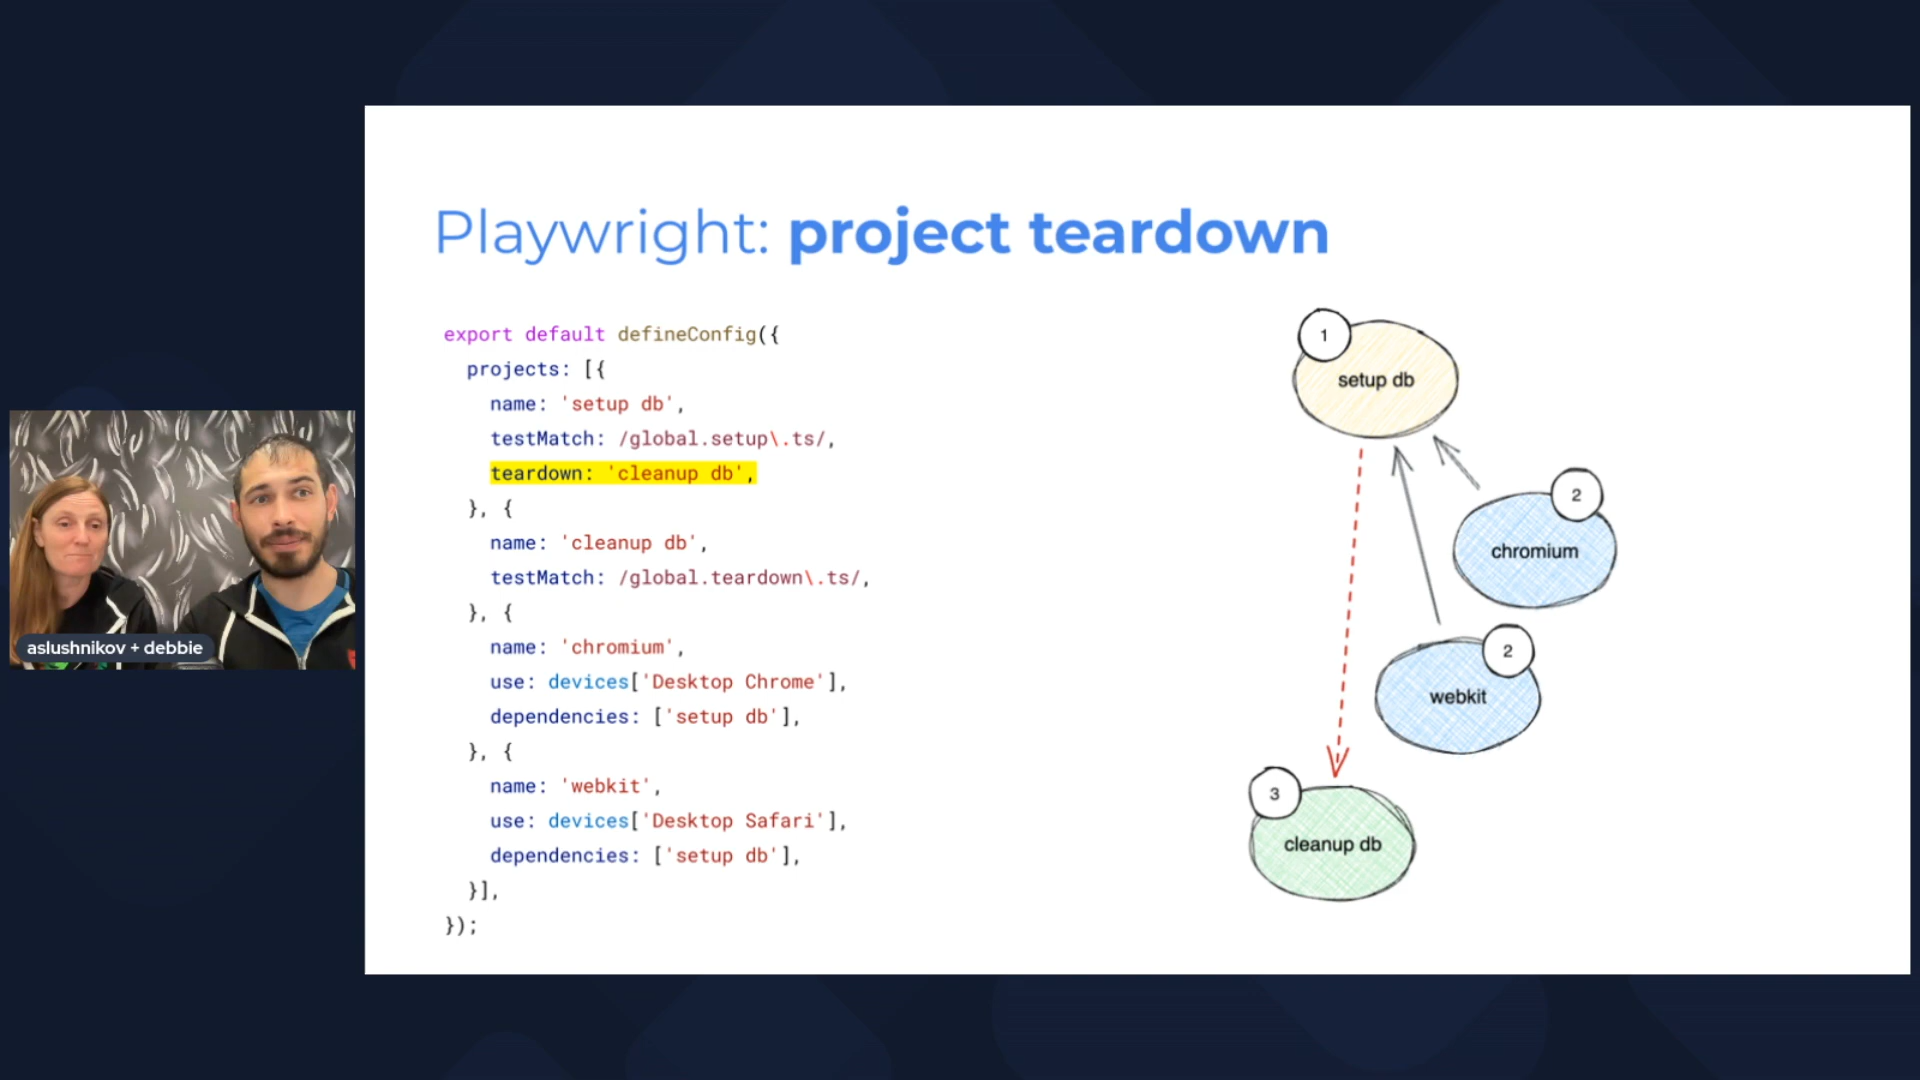 Playwright: project teardown
export default defineConfig({
projects: [{
name: 'setup db',
testMatch: /global.setup\.ts/,
teardown: 'cleanup db',
}, {
name: 'cleanup db',
testMatch: /global.teardown\.ts/,
}, {
name: 'chromium',
use: devices['Desktop Chrome'],
dependencies: ['setup db'],
}, {
name: 'webkit',
use: devices['Desktop Safari'],
dependencies: ['setup db'],
}],
});
1
setup db
2
chromium
2
webkit
3
cleanup db
aslushnikov + debbie